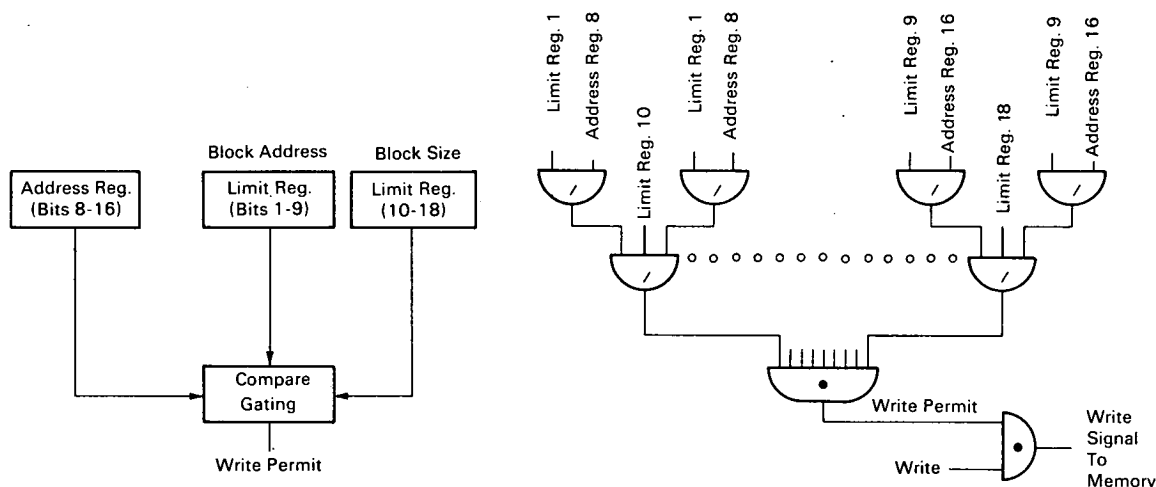 Block Address
Block Size
Address Reg.
(Bits 8-16)
Limit Reg.
(Bits 1-9)
Limit Reg.
(10-18)
Compare
Gating
Write Permit
Limit Reg. 1
Address Reg. 8
Limit Reg. 10
Limit Reg. 1
Address Reg. 8
Limit Reg. 9
Address Reg. 16
Limit Reg. 18
Limit Reg. 9
Address Reg. 16
Write Permit
Write
Write
Signal
To
Memory